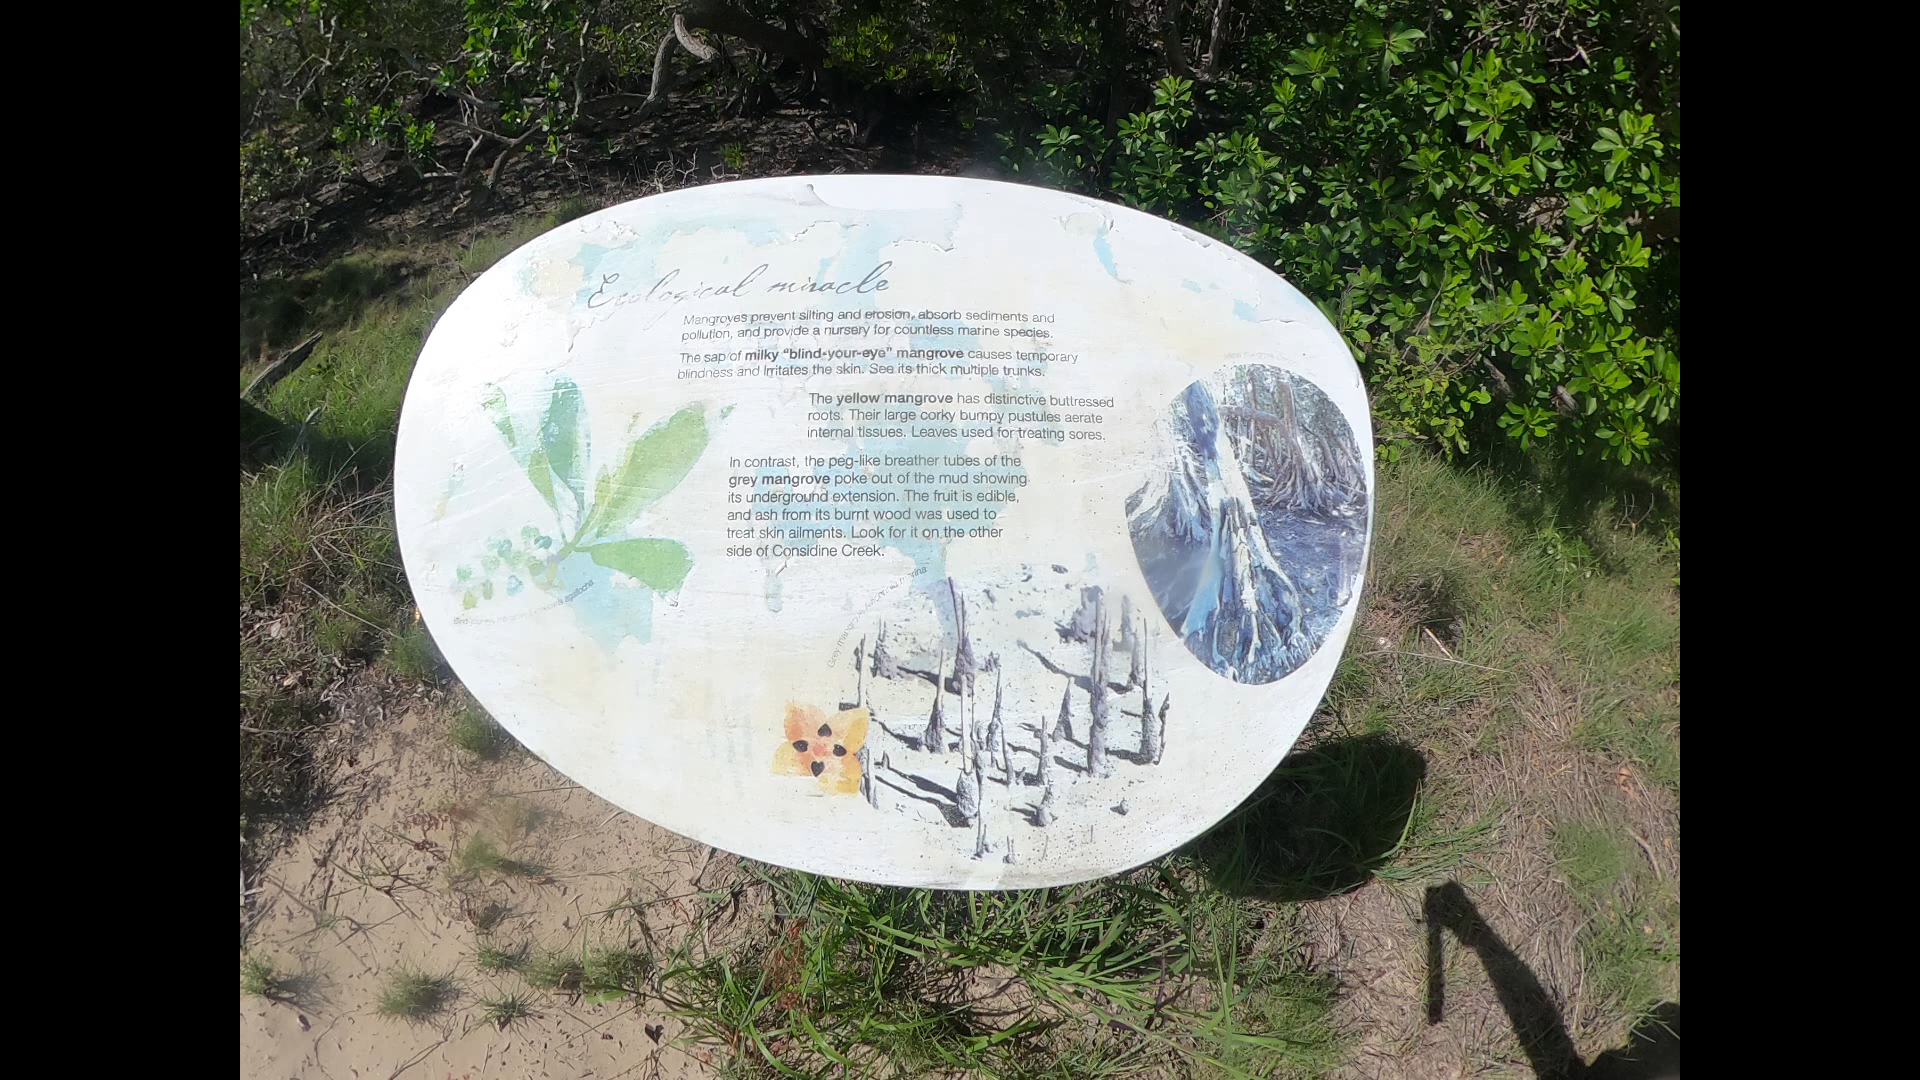 Ecological miracle
Mangroves prevent silting and erosion, absorb sediments and
pollution, and provide a nursery for countless marine species.
The sap of milky “blind-your-eye” mangrove causes temporary
blindness and irritates the skin. See its thick multiple trunks.
The yellow mangrove has distinctive buttressed
roots. Their large corky bumpy pustules aerate
internal tissues. Leaves used for treating sores.
In contrast, the peg-like breather tubes of the
grey mangrove poke out of the mud showing
its underground extension. The fruit is edible,
and ash from its burnt wood was used to
treat skin ailments. Look for it on the other
side of Considine Creek.
agallocha
Grey mangrove marina